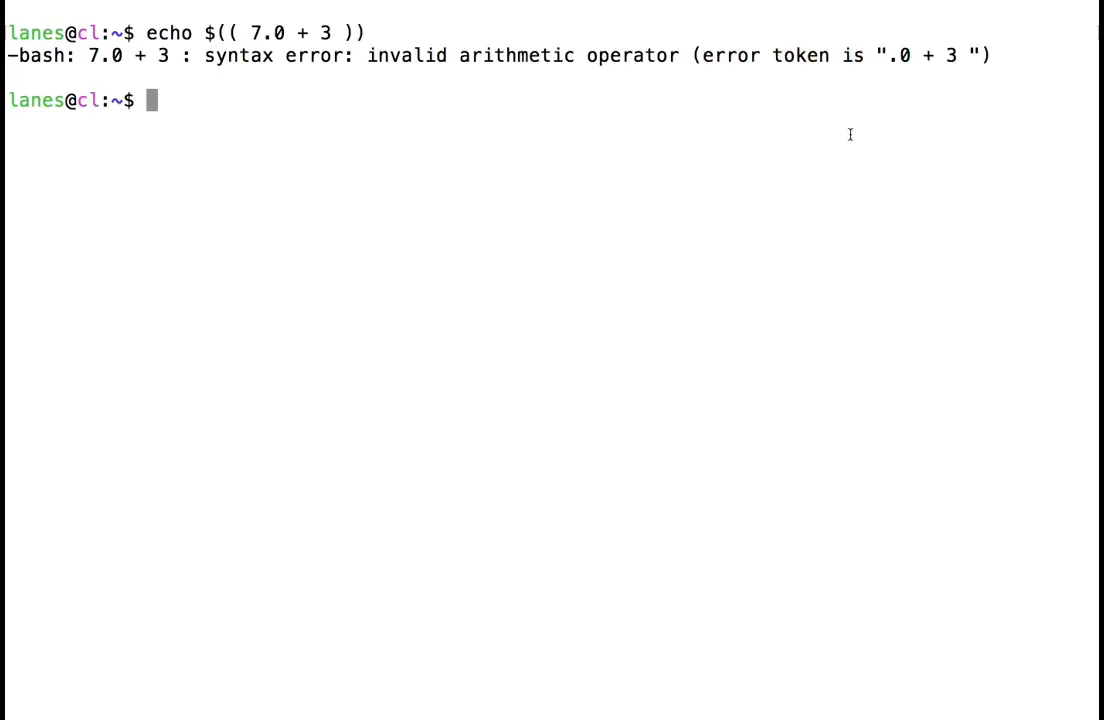 lanes@cl:~$ echo $(( 7.0 + 3 ))
-bash: 7.0 + 3 : syntax error: invalid arithmetic operator (error token is ".0 + 3 ")
lanes@cl:~$